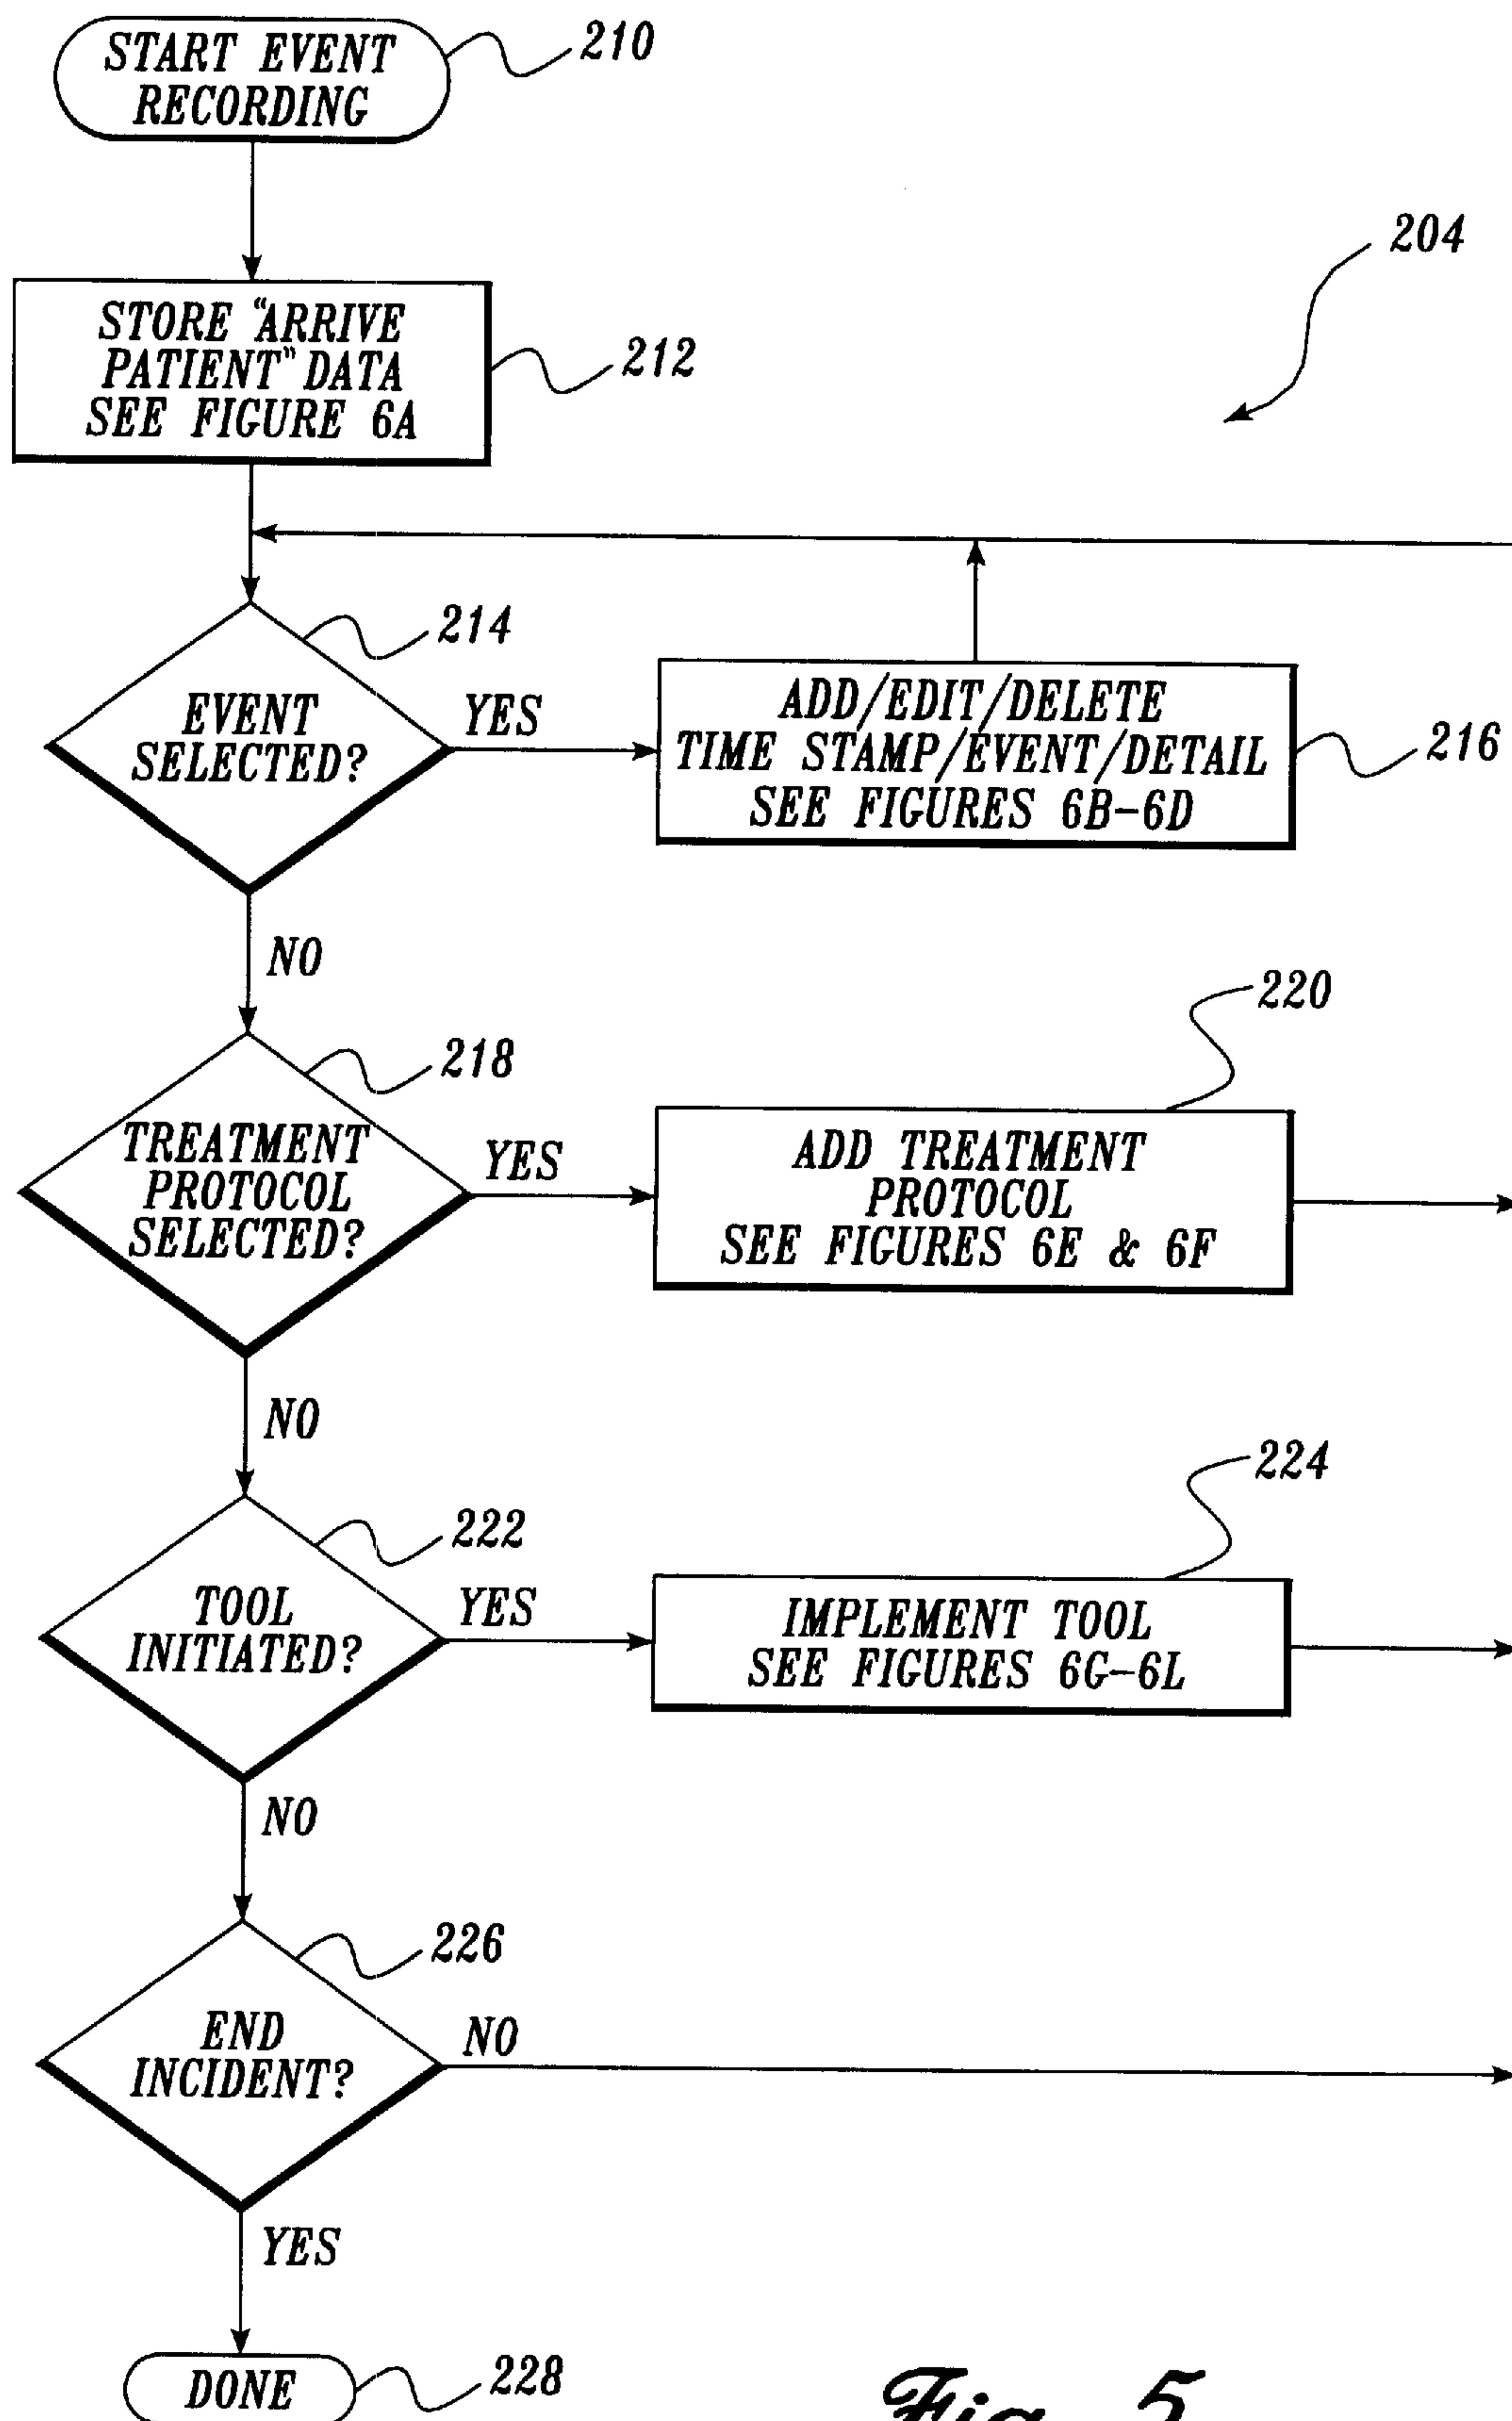 START EVENT
RECORDING
210
204
STORE "ARRIVE
PATIENT" DATA
SEE FIGURE 6A
212
214
EVENT
SELECTED?
YES
ADD/EDIT/DELETE
TIME STAMP/EVENT/DETAIL
SEE FIGURES 6B-6D
216
NO
218
220
TREATMENT
PROTOCOL
SELECTED?
YES
ADD TREATMENT
PROTOCOL
SEE FIGURES 6E & 6F
NO
222
224
TOOL
INITIATED?
YES
IMPLEMENT TOOL
SEE FIGURES 6G-6L
NO
226
END
INCIDENT?
NO
YES
DONE
228
Fig. 5